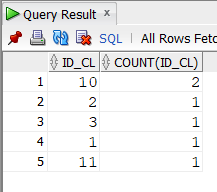 Query Result ×
SQL | All Rows Fetc
ID_CL COUNT(ID_CL)
1 10 2
2 2 1
3 3 1
4 1 1
5 11 1